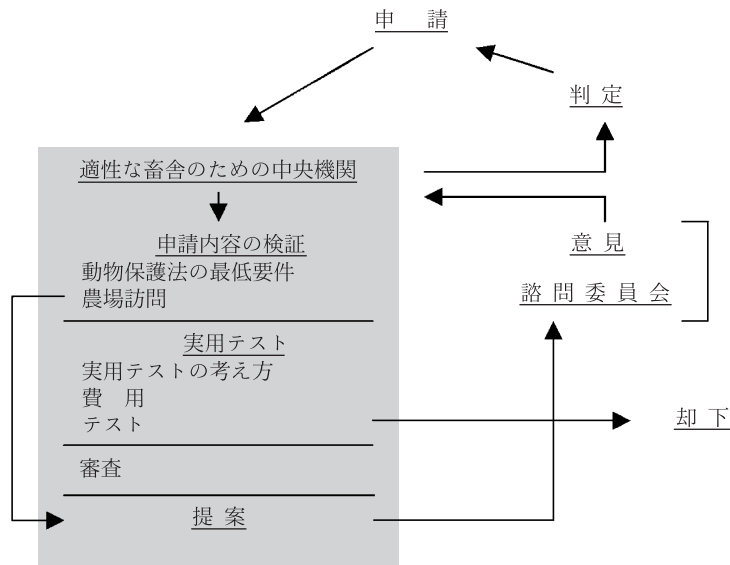 申　請
判 定
適性な畜舎のための中央機関
申請内容の検証
動物保護法の最低要件
農場訪問
意 見
諮 問 委 員 会
実用テスト
実用テストの考え方
費　用
テスト
却 下
審査
提 案